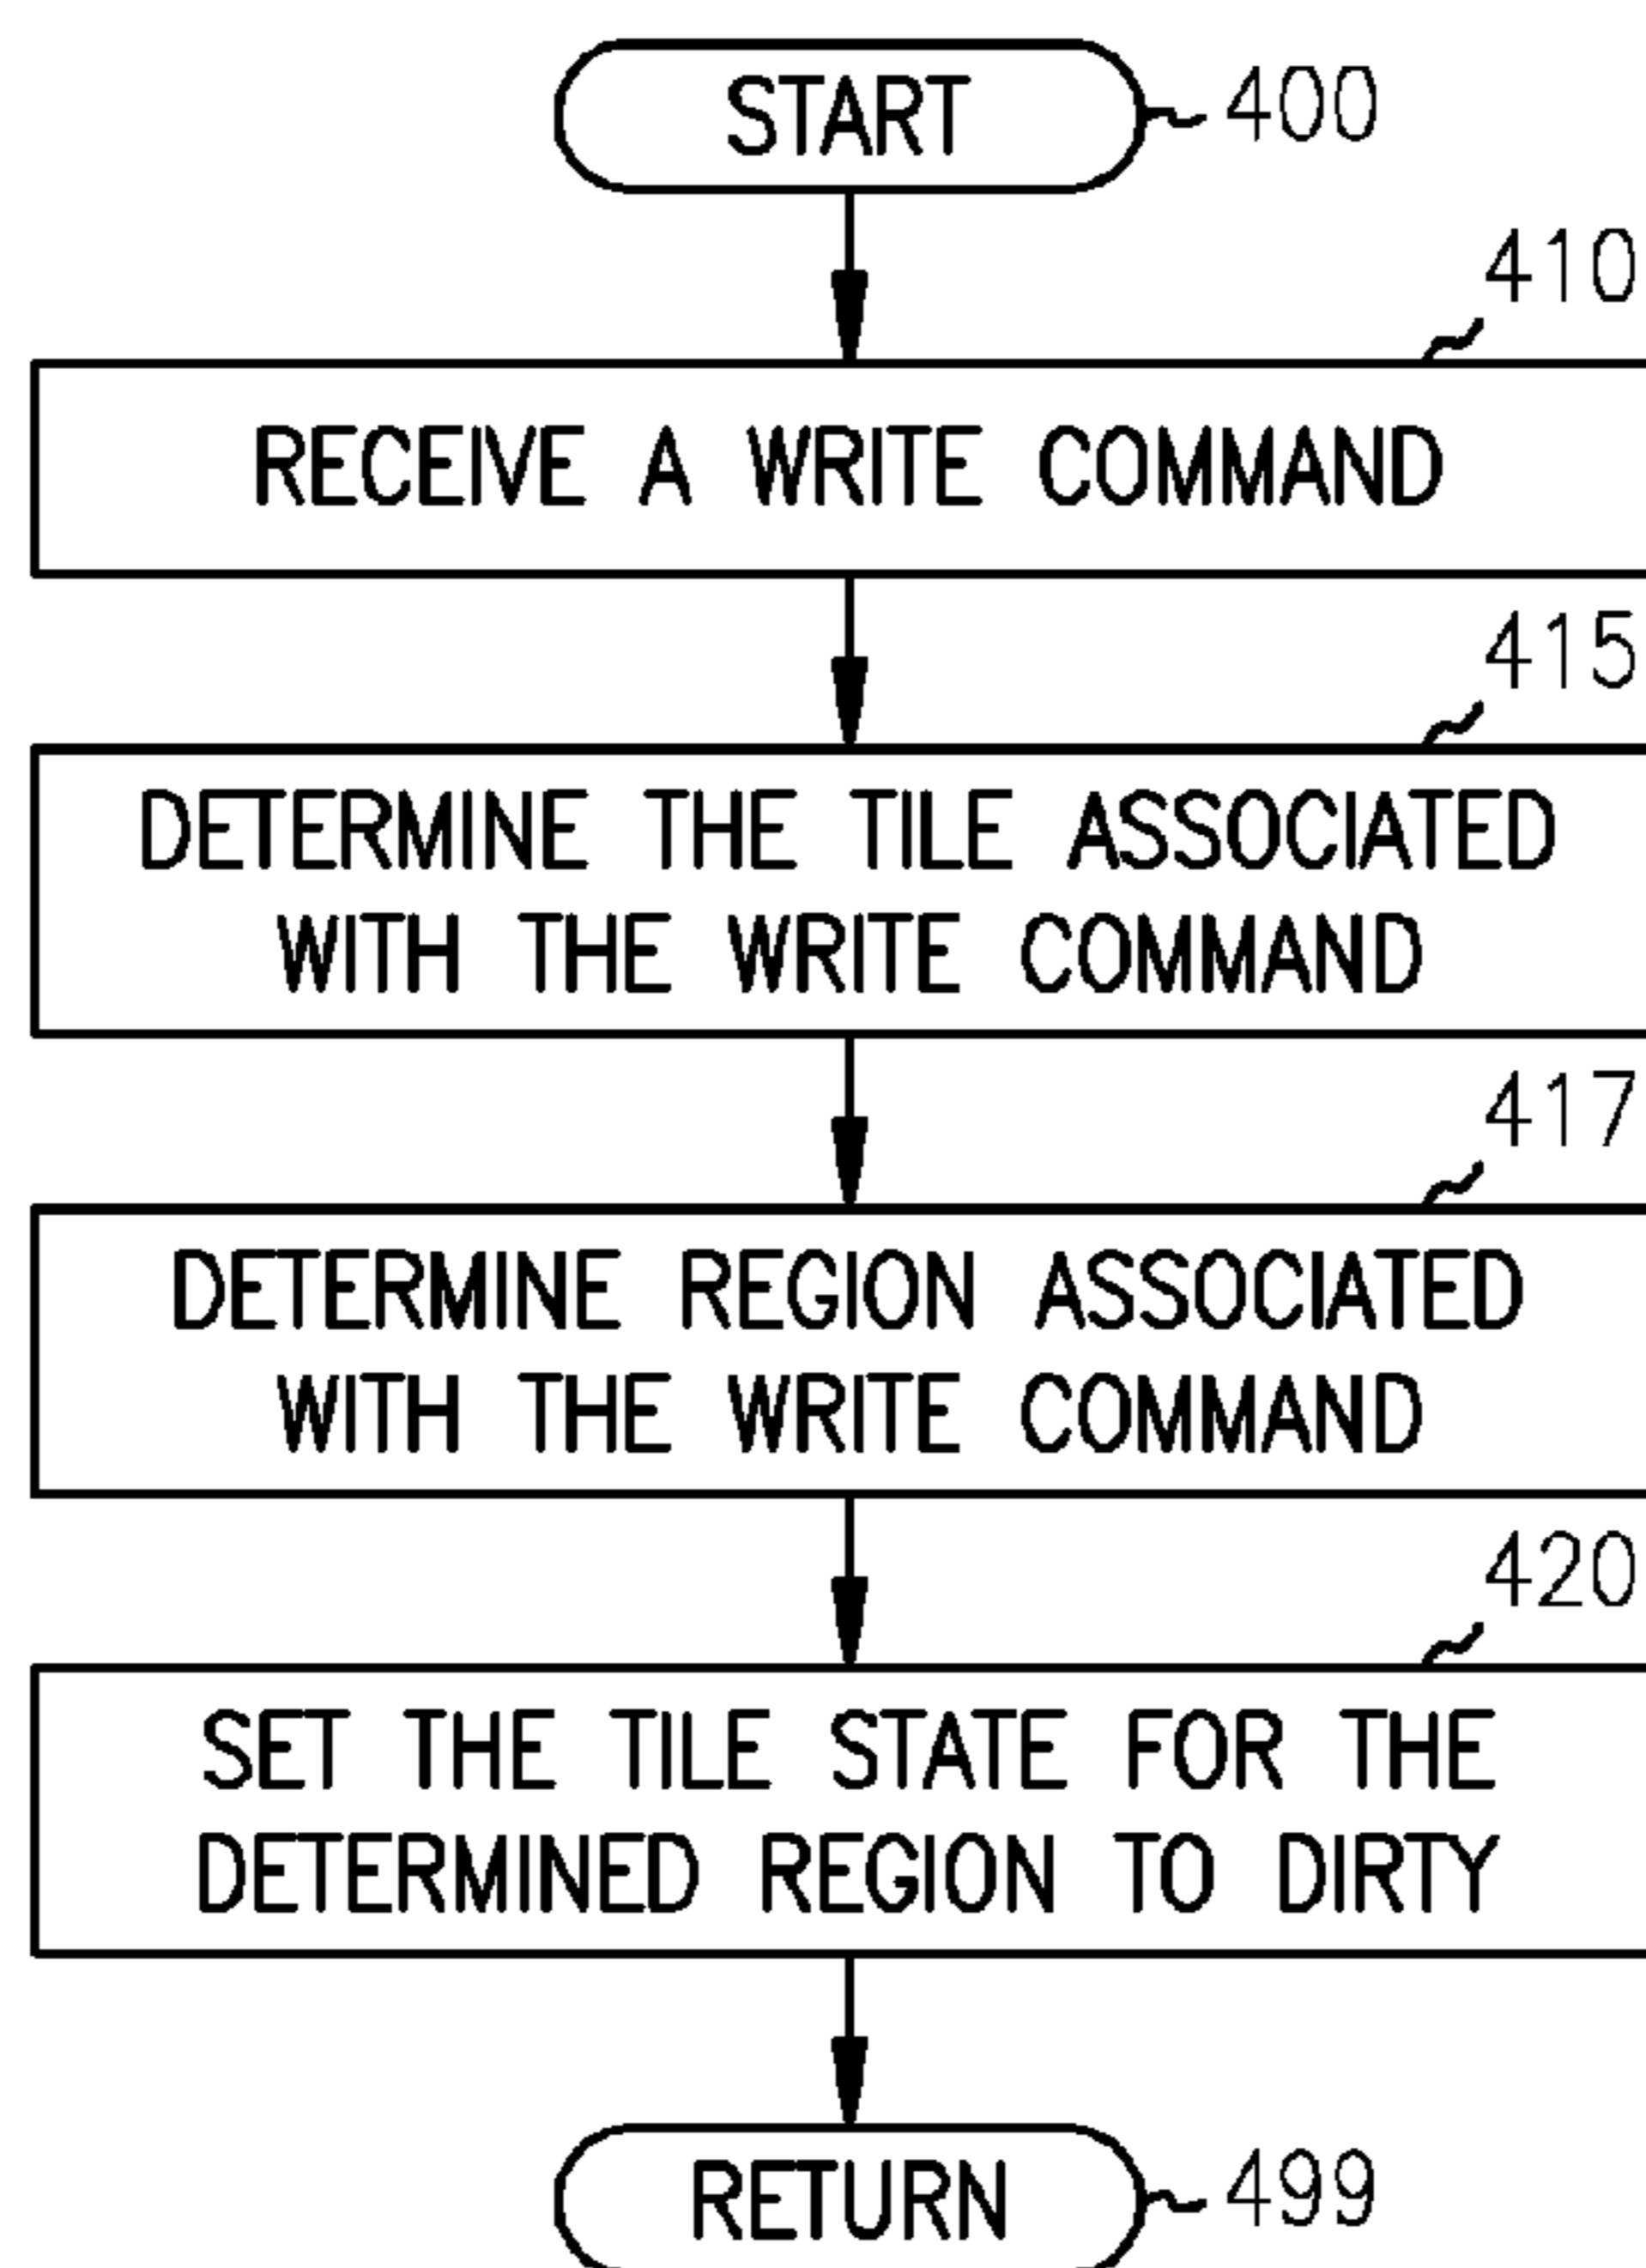 START
400
410
RECEIVE A WRITE COMMAND
415
DETERMINE THE TILE ASSOCIATED
WITH THE WRITE COMMAND
417
DETERMINE REGION ASSOCIATED
WITH THE WRITE COMMAND
420
SET THE TILE STATE FOR THE
DETERMINED REGION TO DIRTY
RETURN
499